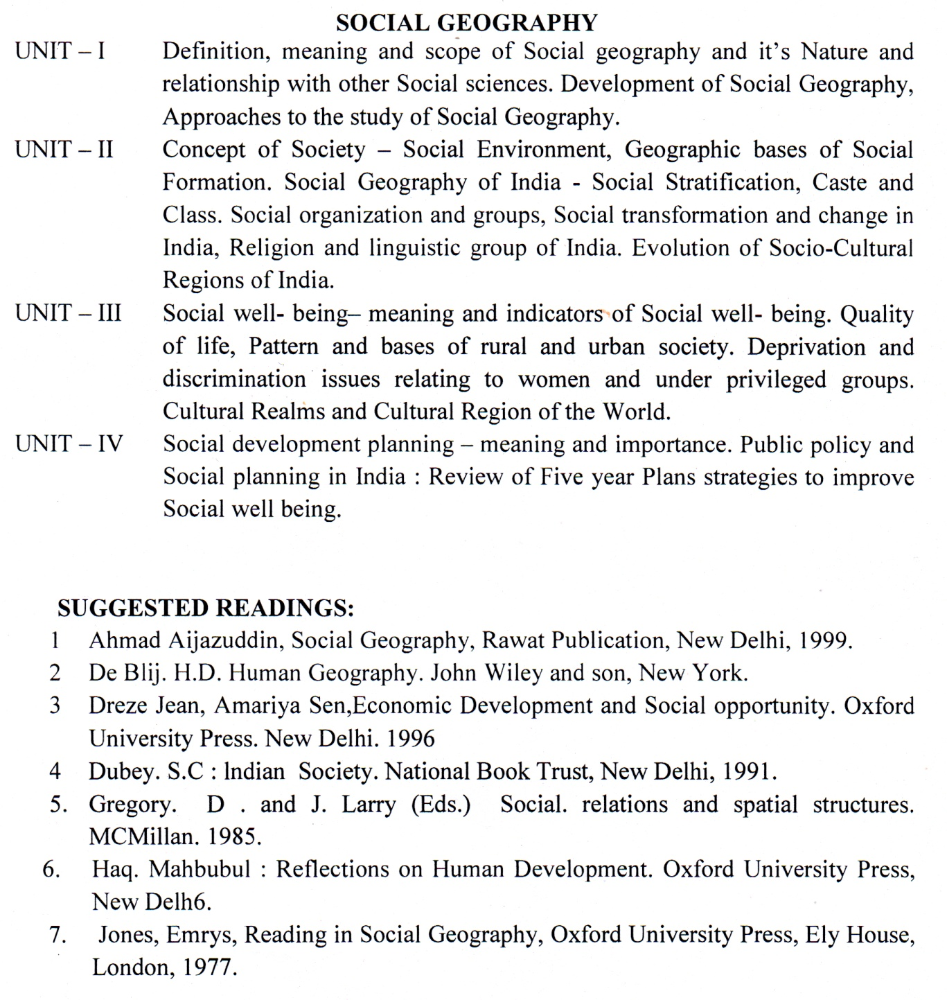 SOCIAL GEOGRAPHY
UNIT – I Definition, meaning and scope of Social geography and it’s Nature and
relationship with other Social sciences. Development of Social Geography,
Approaches to the study of Social Geography.
UNIT – II Concept of Society – Social Environment, Geographic bases of Social
Formation. Social Geography of India - Social Stratification, Caste and
Class. Social organization and groups, Social transformation and change in
India, Religion and linguistic group of India. Evolution of Socio-Cultural
Regions of India.
UNIT – III Social well- being– meaning and indicators of Social well- being. Quality
of life, Pattern and bases of rural and urban society. Deprivation and
discrimination issues relating to women and under privileged groups.
Cultural Realms and Cultural Region of the World.
UNIT – IV Social development planning – meaning and importance. Public policy and
Social planning in India : Review of Five year Plans strategies to improve
Social well being.
SUGGESTED READINGS:
1 Ahmad Aijazuddin, Social Geography, Rawat Publication, New Delhi, 1999.
2 De Blij. H.D. Human Geography. John Wiley and son, New York.
3 Dreze Jean, Amariya Sen,Economic Development and Social opportunity. Oxford
University Press. New Delhi. 1996
4 Dubey. S.C : Indian Society. National Book Trust, New Delhi, 1991.
5. Gregory. D . and J. Larry (Eds.) Social. relations and spatial structures.
MCMillan. 1985.
6. Haq. Mahbubul : Reflections on Human Development. Oxford University Press,
New Delh6.
7. Jones, Emrys, Reading in Social Geography, Oxford University Press, Ely House,
London, 1977.